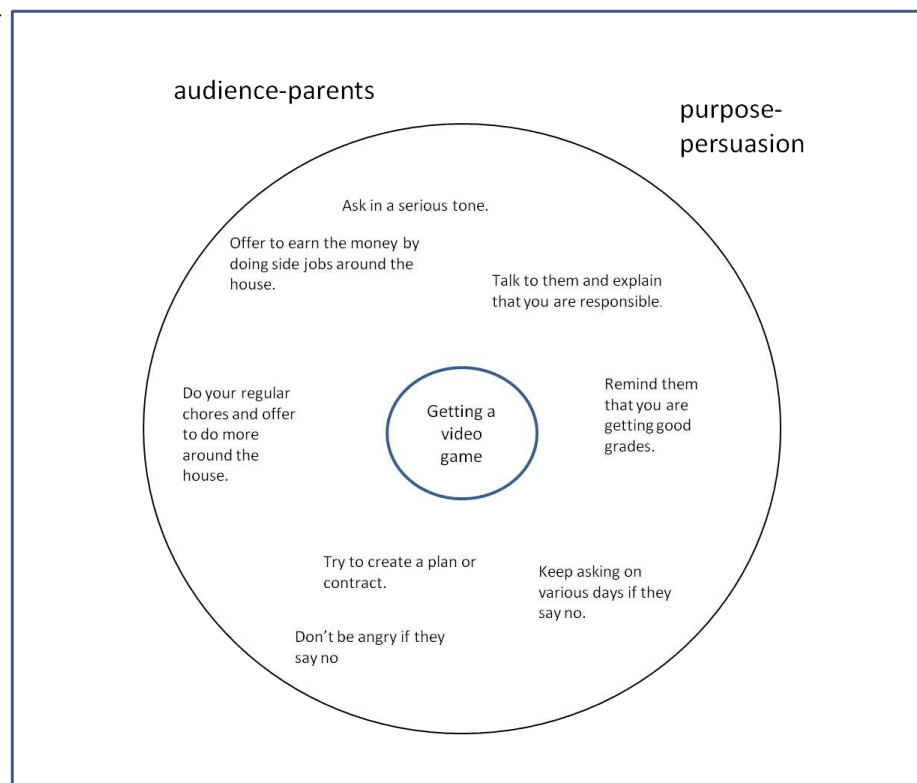 audience-parents
purpose-
persuasion
Ask in a serious tone.
Offer to earn the money by
doing side jobs around the
house.
Talk to them and explain
that you are responsible.
Do your regular
chores and offer
to do more
around the
house.
Getting a
video
game
Remind them
that you are
getting good
grades.
Try to create a plan or
contract.
Keep asking on
various days if they
say no.
Don't be angry if they
say no